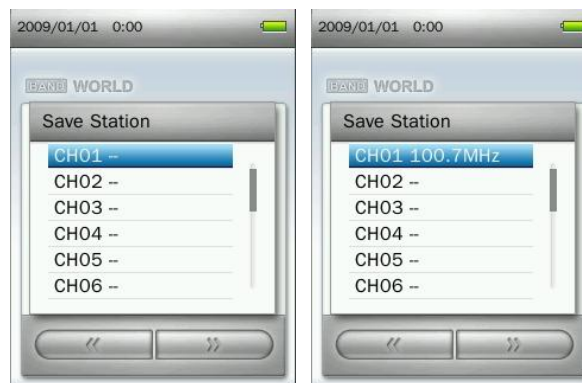 2009/01/01 0:00
BAND WORLD
Save Station
CH01 --
CH02 --
CH03 --
CH04 --
CH05 --
CH06 --
2009/01/01 0:00
BAND WORLD
Save Station
CH01 100.7MHz
CH02 --
CH03 --
CH04 --
CH05 --
CH06 --